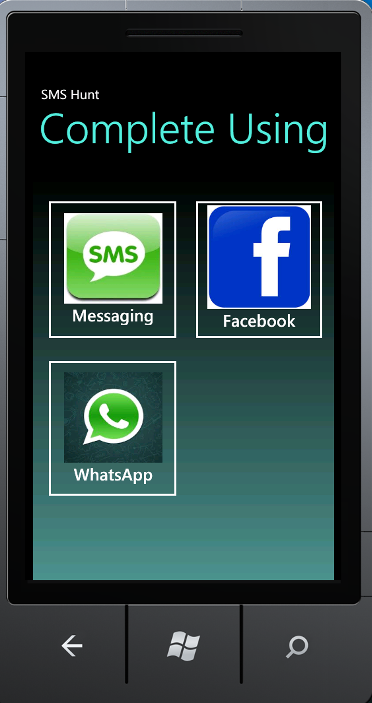 SMS Hunt
Complete Using
SMS
f
Messaging
Facebook
WhatsApp